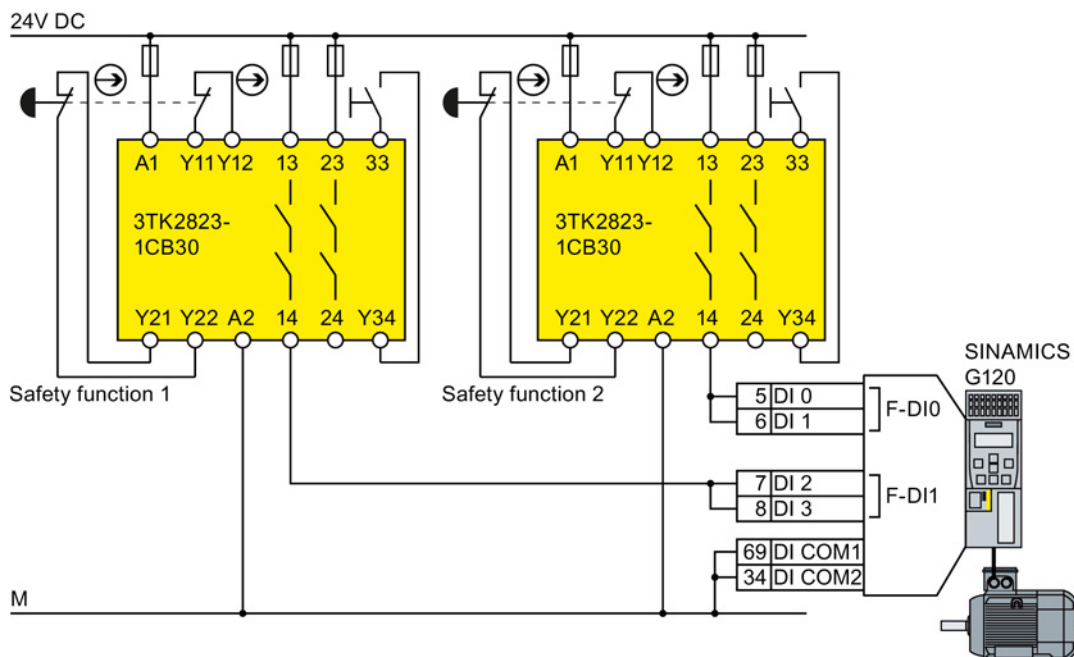 24V DC
A1 Y11 Y12 13 23 33
3TK2823-
1CB30
Y21 Y22 A2 14 24 Y34
Safety function 1
A1 Y11 Y12 13 23 33
3TK2823-
1CB30
Y21 Y22 A2 14 24 Y34
Safety function 2
SINAMICS
G120
5 DI 0
6 DI 1
F-DI0
7 DI 2
8 DI 3
F-DI1
69 DI COM1
34 DI COM2
M